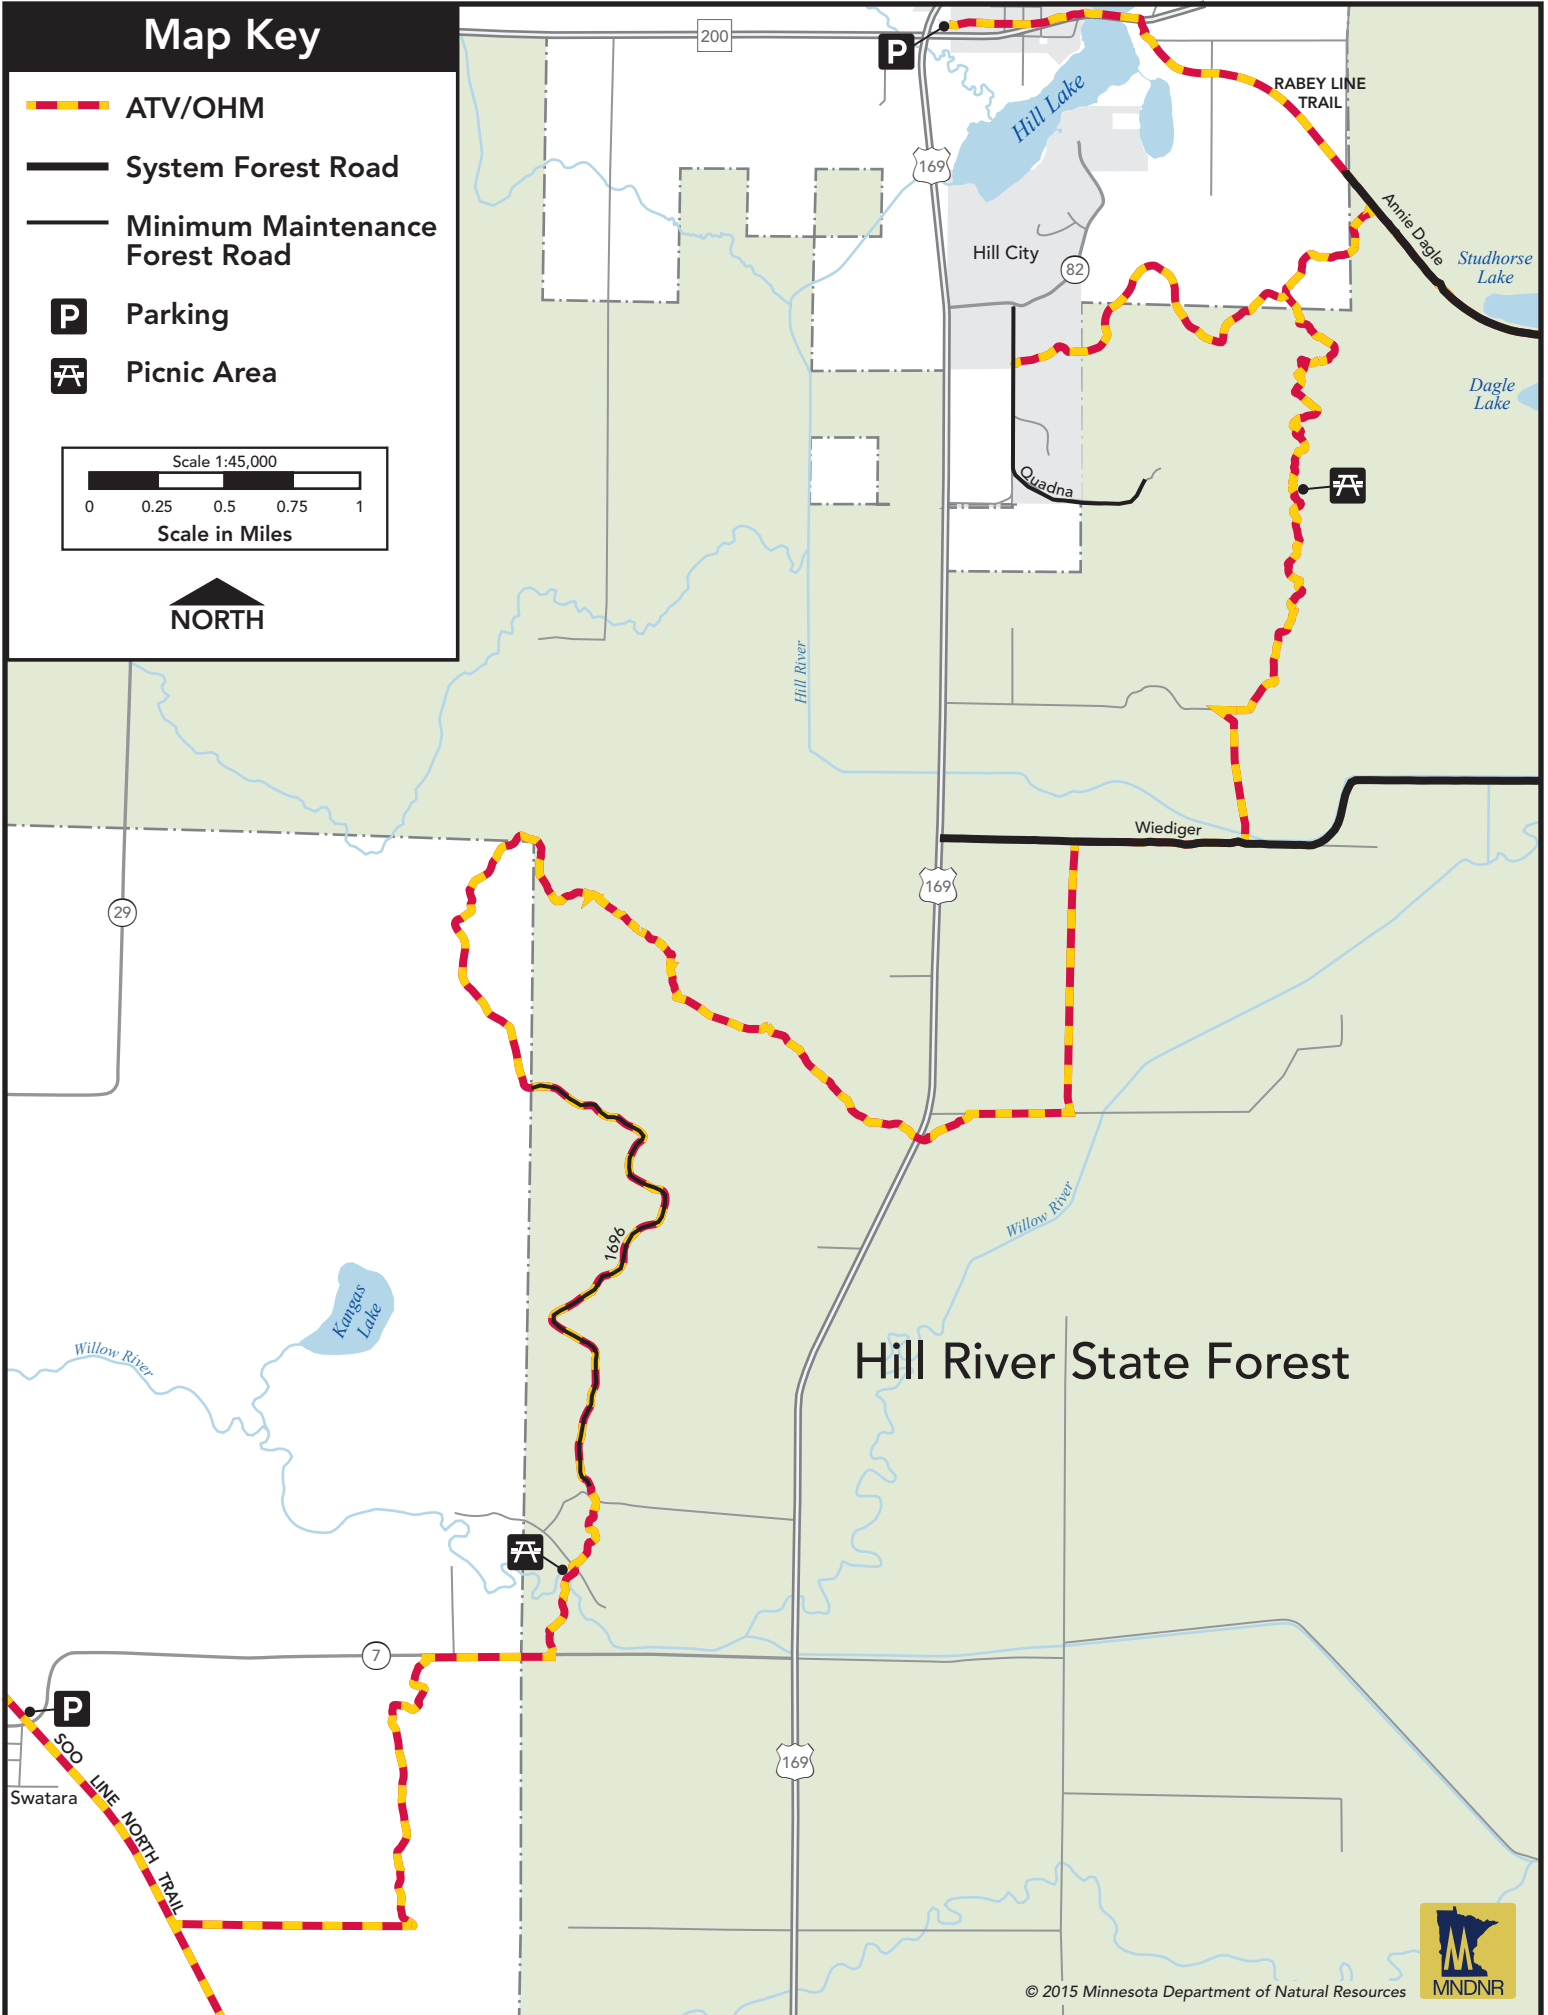 Map Key
ATV/OHM
System Forest Road
Minimum Maintenance
Forest Road
P
Parking
Picnic Area
Scale 1:45,000
0 0.25 0.5 0.75 1
Scale in Miles
NORTH
200
P
Hill Lake
RABEY LINE
TRAIL
169
Annie Dagle
Hill City
82
Studhorse
Lake
Dagle
Lake
Quadna
Hill River
Wiediger
169
29
1696
Willow River
Kangas
Lake
Willow River
Hill River State Forest
7
P
SOO LINE NORTH TRAIL
Swatara
169
© 2015 Minnesota Department of Natural Resources
M
MNDNR